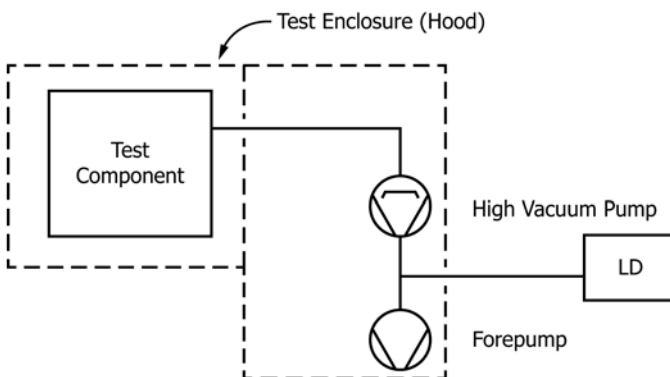 Test Enclosure (Hood)
Test
Component
High Vacuum Pump
LD
Forepump